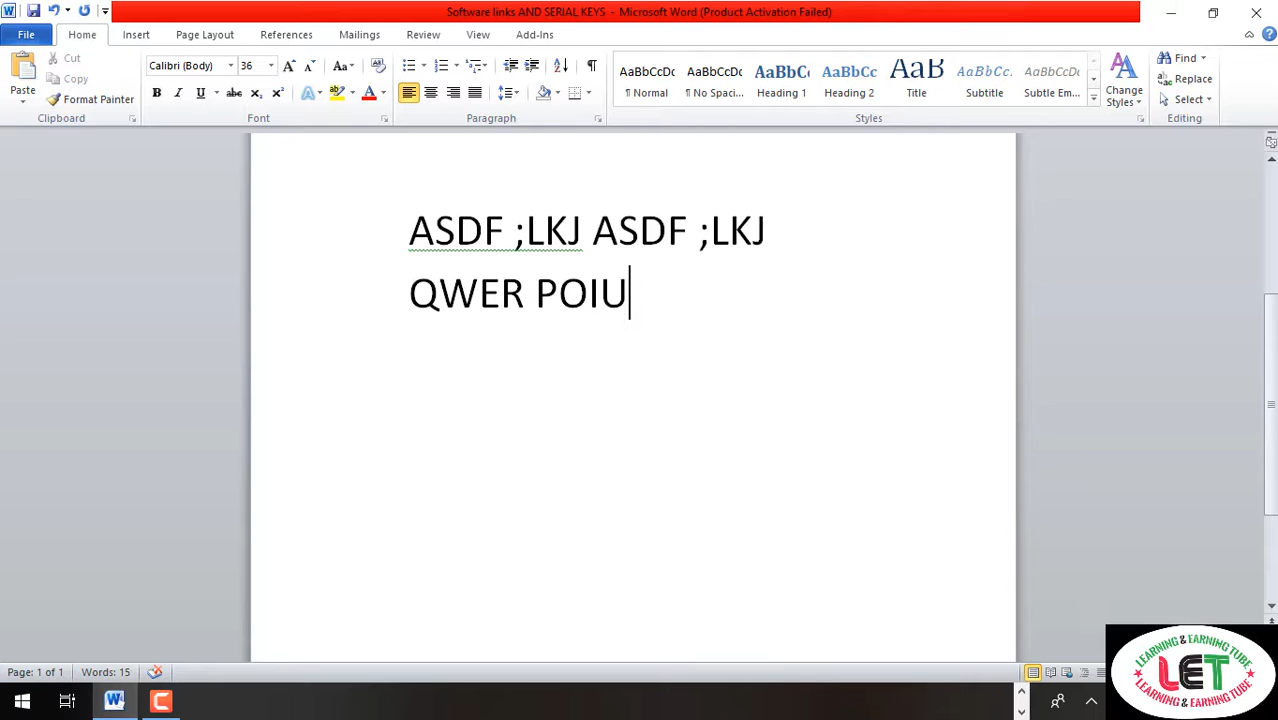 Software links AND SERIAL KEYS - Microsoft Word (Product Activation Failed)
File Home Insert Page Layout References Mailings Review View Add-Ins
Cut
Copy
Format Painter
Paste
Clipboard
Calibri (Body) 36
Font
Paragraph
AaBbCcDc AaBbCcDc AaBbC AaBbCc AaB AaBbCcL AaBbCcDc
¶ Normal ¶ No Spaci... Heading 1 Heading 2 Title Subtitle Subtle Em...
Styles
Change Styles
Find
Replace
Select
Editing
ASDF ;LKJ ASDF ;LKJ
QWER POIU
Page: 1 of 1 Words: 15
LEARNING & EARNING TUBE
LET
LEARNING & EARNING TUBE